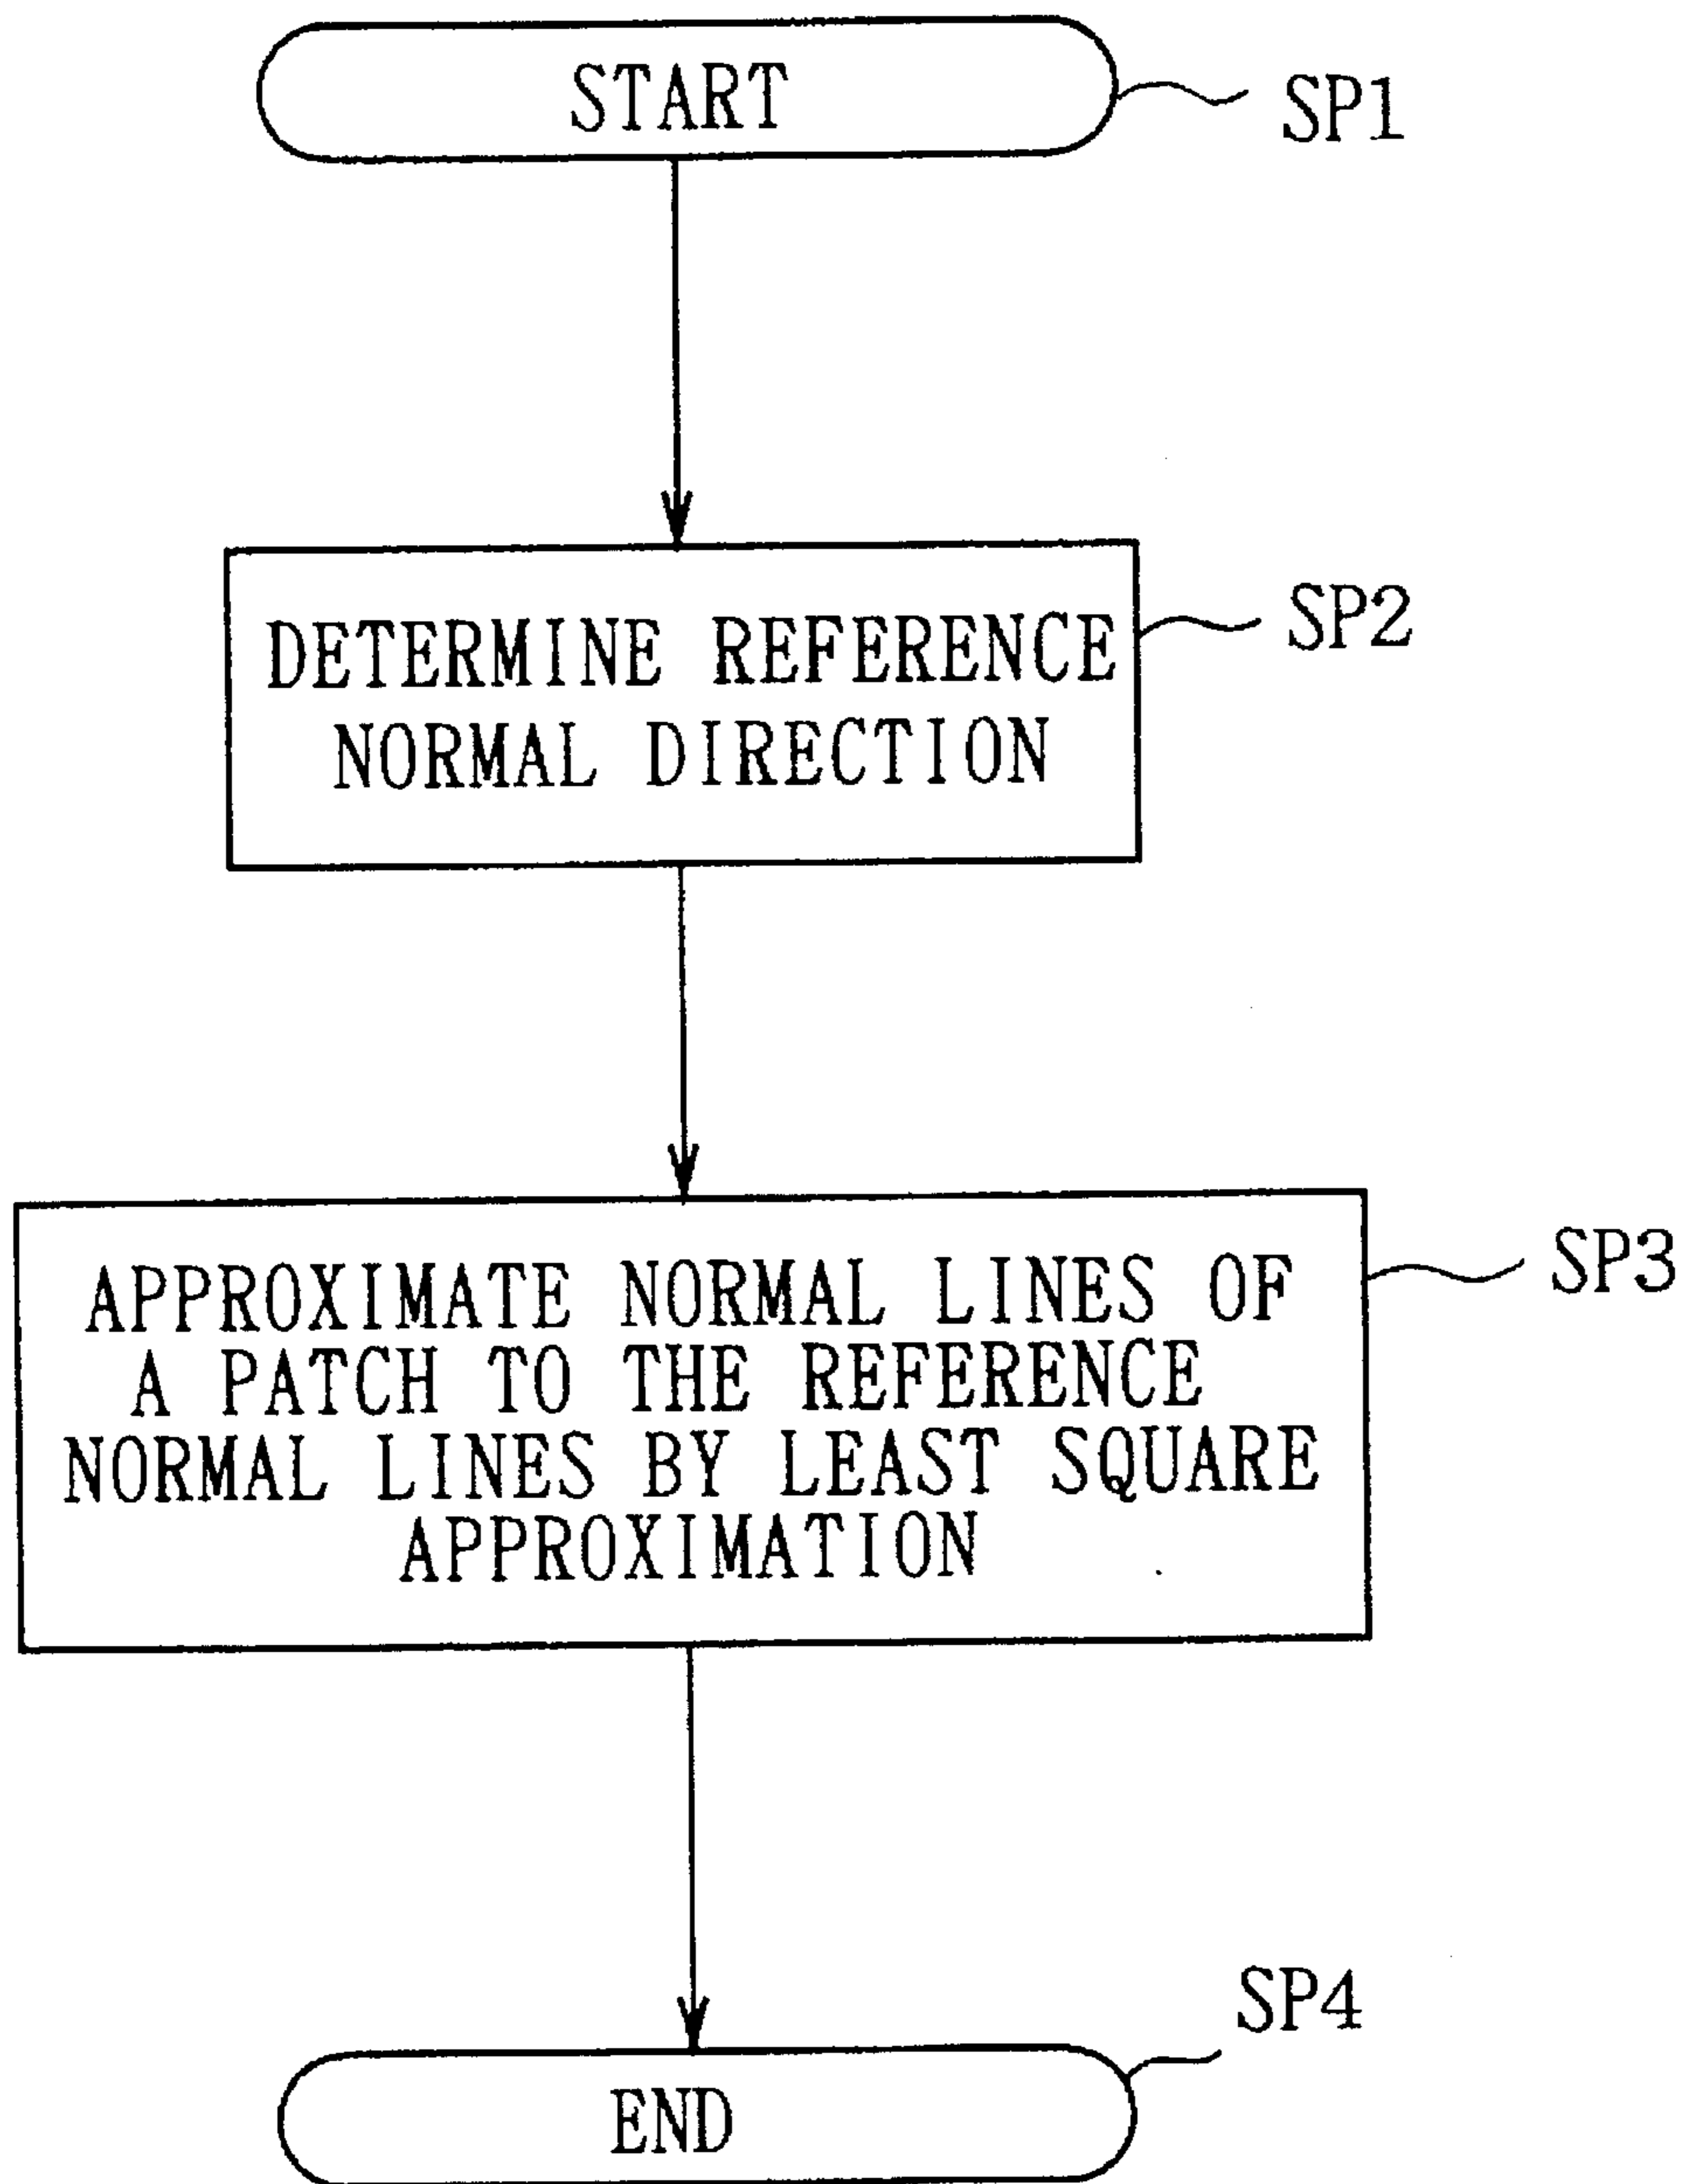 START
SP1
DETERMINE REFERENCE
NORMAL DIRECTION
SP2
APPROXIMATE NORMAL LINES OF
A PATCH TO THE REFERENCE
NORMAL LINES BY LEAST SQUARE
APPROXIMATION
SP3
SP4
END